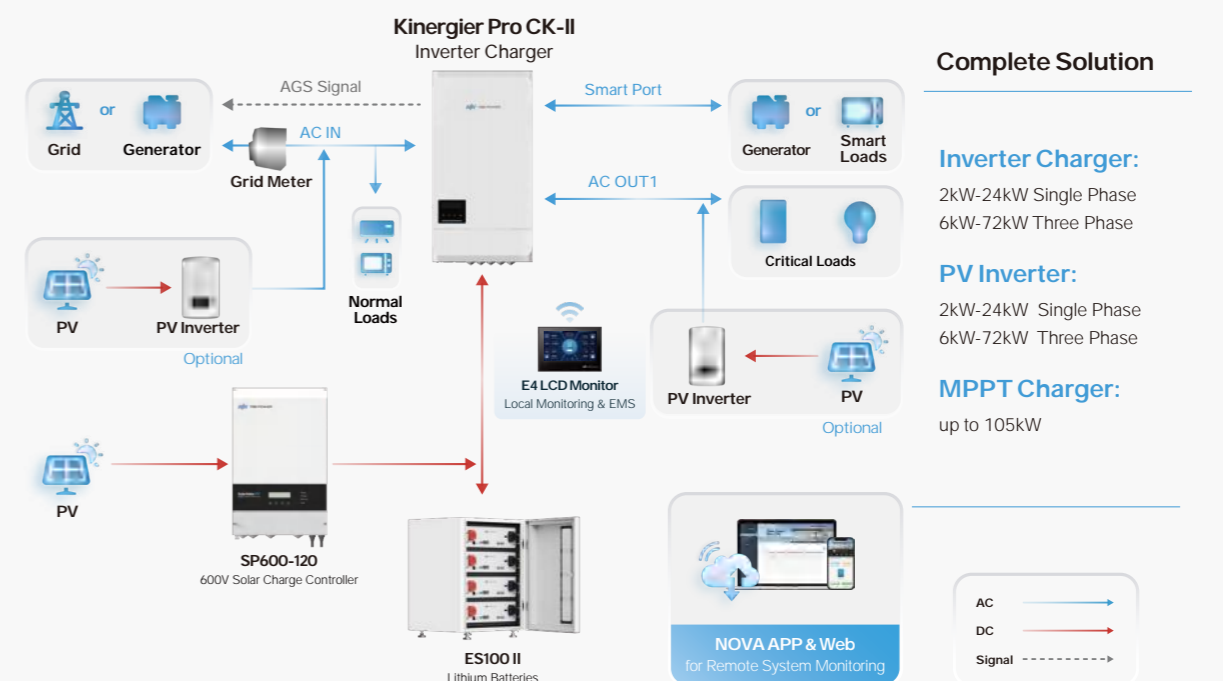 Kinergier Pro CK-II
Inverter Charger
AGS Signal
Smart Port
or
Grid
Generator
AC IN
Grid Meter
or
Generator
Smart
Loads
AC OUT1
Critical Loads
Normal
Loads
PV
PV Inverter
Optional
E4 LCD Monitor
Local Monitoring & EMS
PV Inverter
PV
Optional
PV
SP600-120
600V Solar Charge Controller
ES100 II
Lithium Batteries
NOVA APP & Web
for Remote System Monitoring
Complete Solution
Inverter Charger:
2kW-24kW Single Phase
6kW-72kW Three Phase
PV Inverter:
2kW-24kW Single Phase
6kW-72kW Three Phase
MPPT Charger:
up to 105kW
AC
DC
Signal